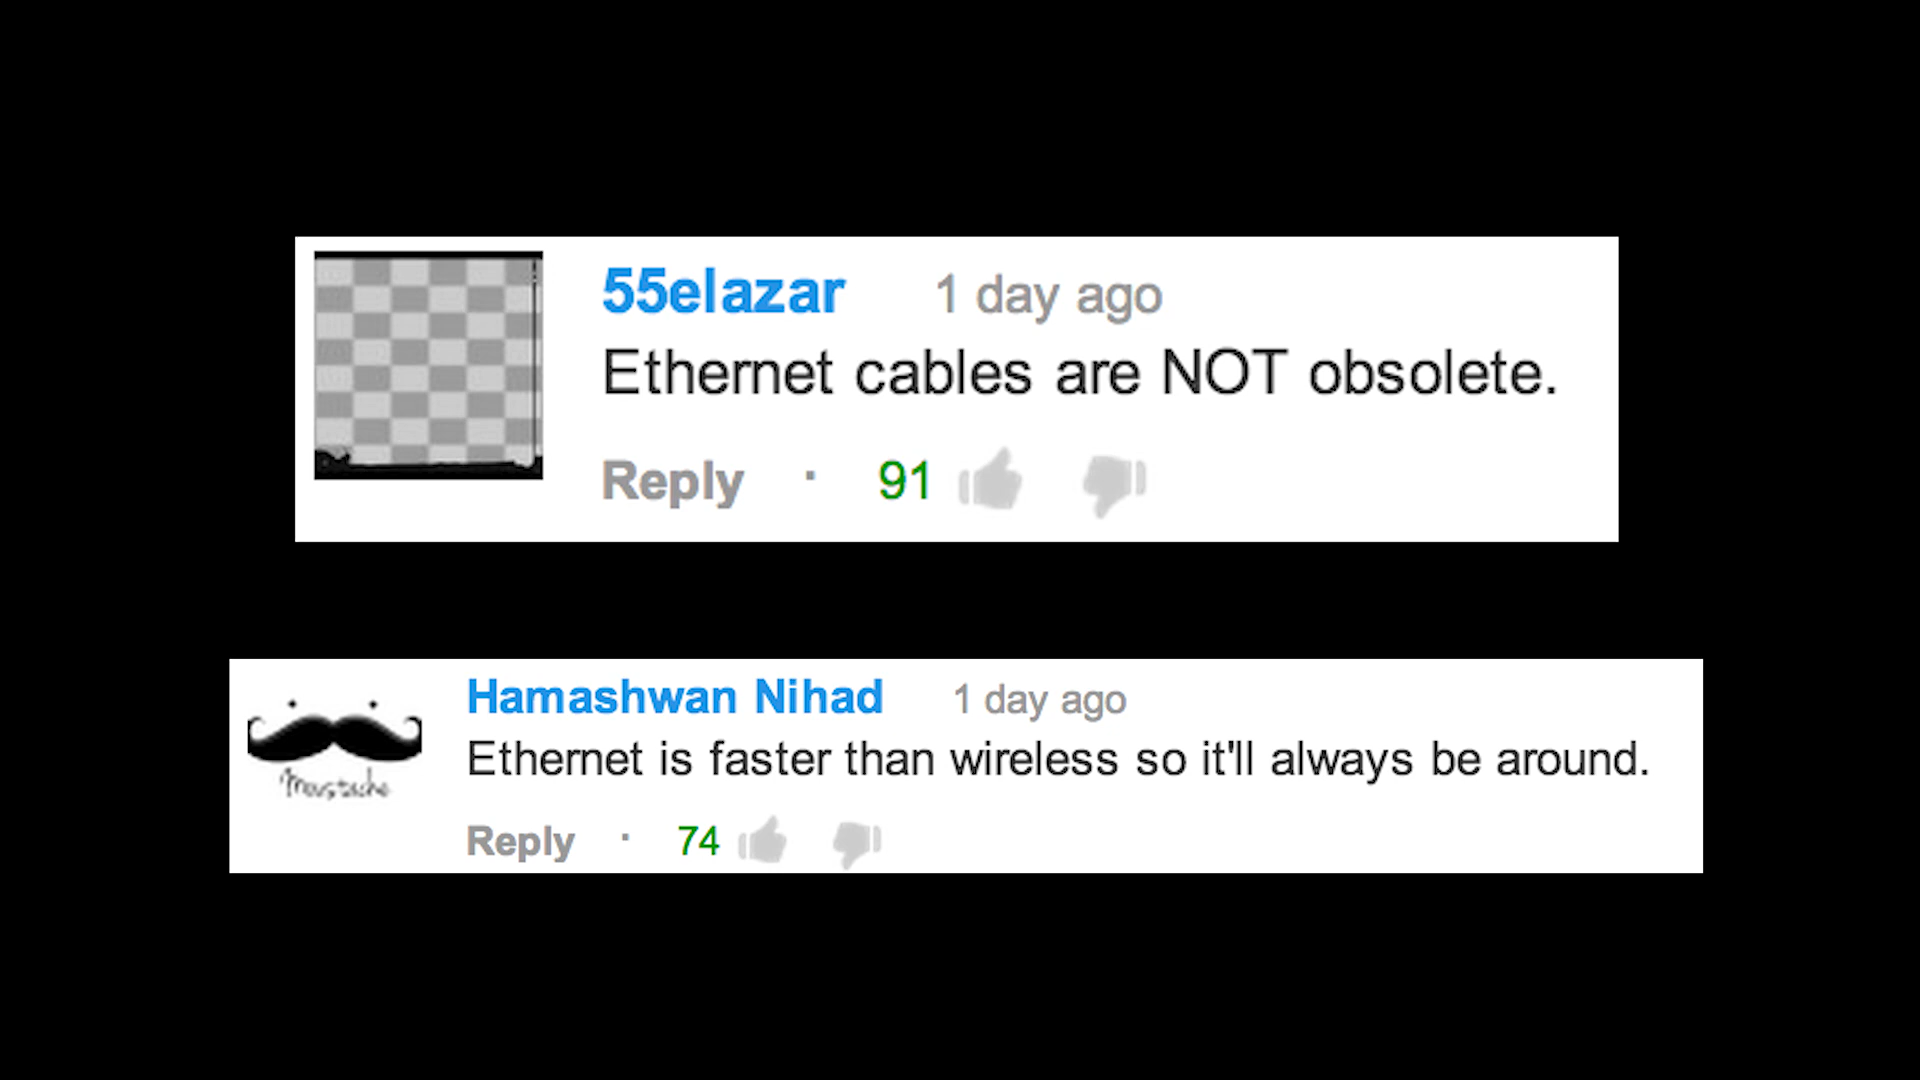 55elazar 1 day ago
Ethernet cables are NOT obsolete.
Reply · 91
Hamashwan Nihad 1 day ago
Moustache
Ethernet is faster than wireless so it'll always be around.
Reply · 74